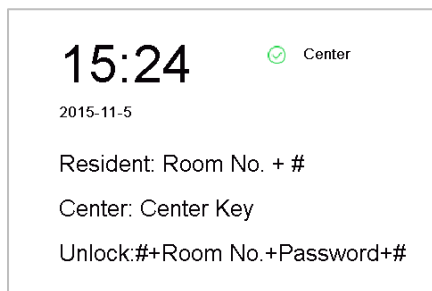 15:24
Center
2015-11-5
Resident: Room No. + #
Center: Center Key
Unlock:#+Room No.+Password+#